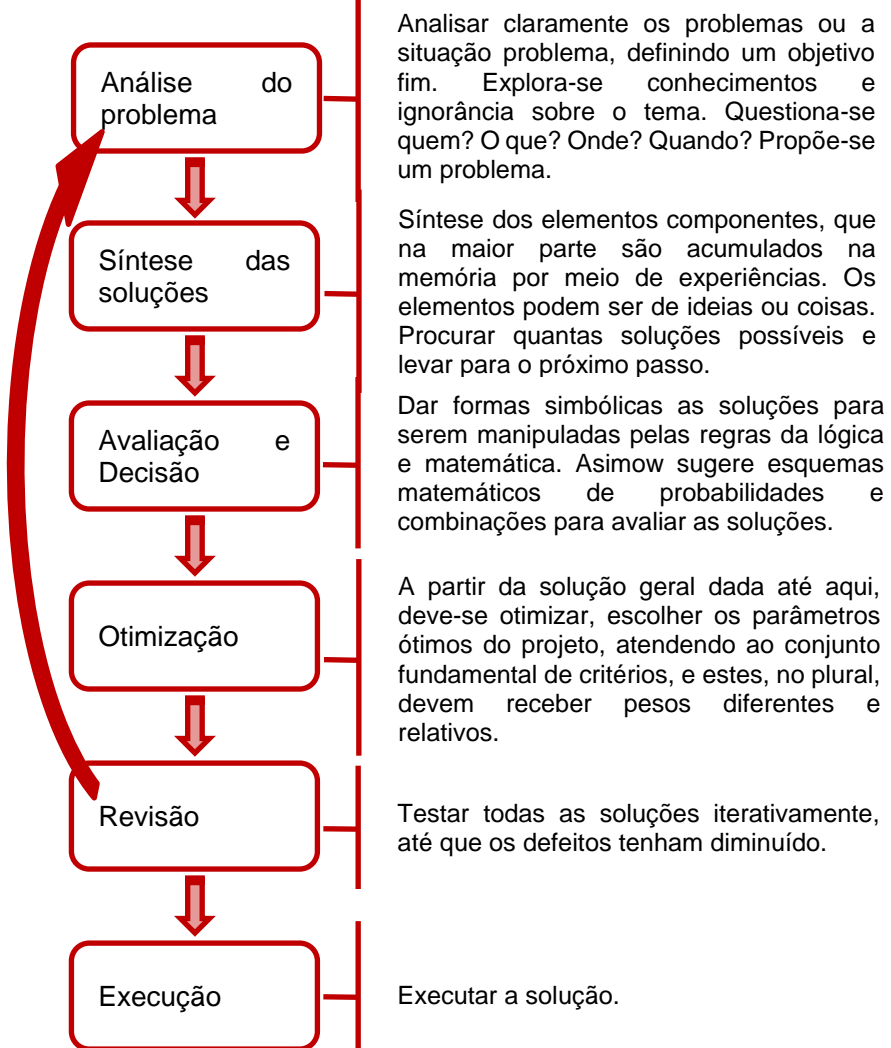 Análise do
problema
Analisar claramente os problemas ou a
situação problema, definindo um objetivo
fim. Explora-se conhecimentos e
ignorância sobre o tema. Questiona-se
quem? O que? Onde? Quando? Propõe-se
um problema.
Síntese das
soluções
Síntese dos elementos componentes, que
na maior parte são acumulados na
memória por meio de experiências. Os
elementos podem ser de ideias ou coisas.
Procurar quantas soluções possíveis e
levar para o próximo passo.
Avaliação e
Decisão
Dar formas simbólicas as soluções para
serem manipuladas pelas regras da lógica
e matemática. Asimow sugere esquemas
matemáticos de probabilidades e
combinações para avaliar as soluções.
Otimização
A partir da solução geral dada até aqui,
deve-se otimizar, escolher os parâmetros
ótimos do projeto, atendendo ao conjunto
fundamental de critérios, e estes, no plural,
devem receber pesos diferentes e
relativos.
Revisão
Testar todas as soluções iterativamente,
até que os defeitos tenham diminuído.
Execução
Executar a solução.